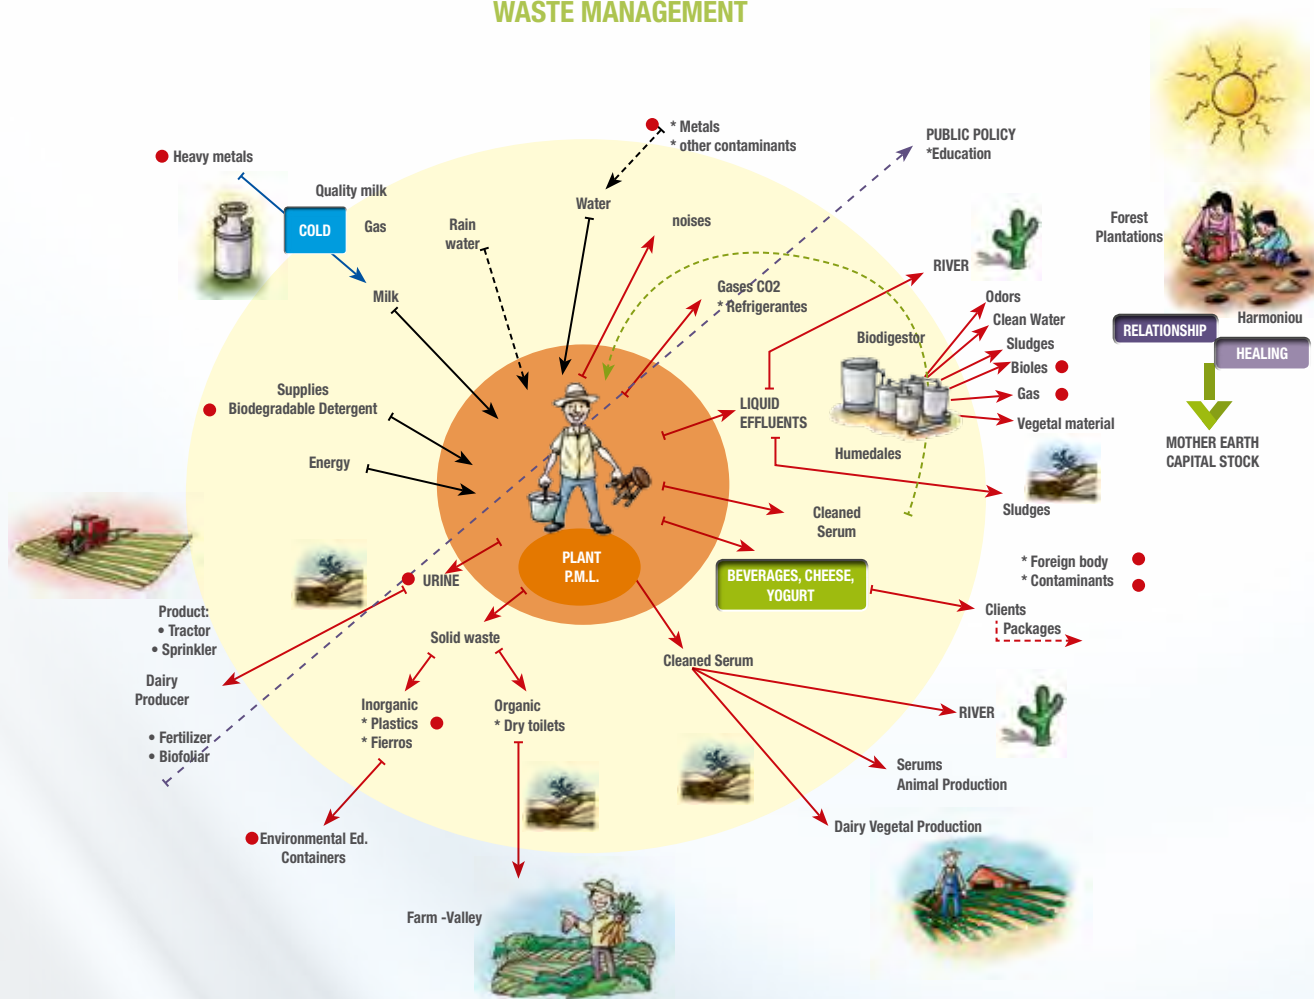 WASTE MANAGEMENT
* Metals
* other contaminants
PUBLIC POLICY
*Education
Heavy metals
Quality milk
COLD
Gas
Rain
water
Water
noises
Forest
Plantations
RIVER
Milk
Gases CO2
* Refrigerantes
Odors
Clean Water
Biodigestor
Sludges
Bioles
Gas
Vegetal material
Harmoniou
RELATIONSHIP
HEALING
MOTHER EARTH
CAPITAL STOCK
Supplies
Biodegradable Detergent
LIQUID
EFFLUENTS
Humedales
Energy
Sludges
Cleaned
Serum
PLANT
P.M.L.
URINE
BEVERAGES, CHEESE,
YOGURT
* Foreign body
* Contaminants
Clients
Packages
Product:
• Tractor
• Sprinkler
Solid waste
Cleaned Serum
Dairy
Producer
Inorganic
* Plastics
* Fierros
Organic
* Dry toilets
RIVER
• Fertilizer
• Biofoliar
Serums
Animal Production
Environmental Ed.
Containers
Dairy Vegetal Production
Farm -Valley